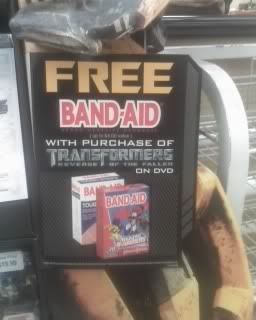 FREE
BAND-AID
WITH PURCHASE OF
TRANSFORMERS
REVENGE OF THE FALLEN
ON DVD
BAND-AID
BAND-AID